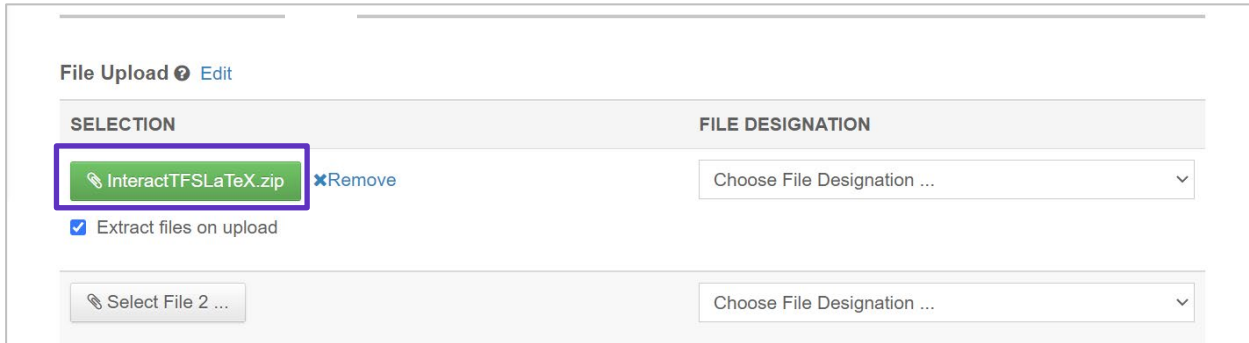 File Upload Edit
SELECTION FILE DESIGNATION
InteractTFSLaTeX.zip Remove Choose File Designation ...
Extract files on upload
Select File 2 ... Choose File Designation ...